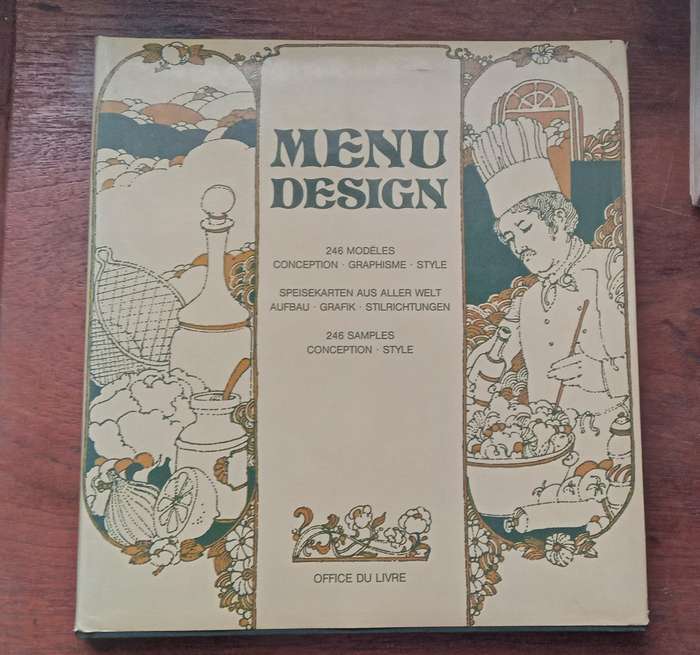 MENU
DESIGN
246 MODÈLES
CONCEPTION · GRAPHISME · STYLE
SPEISEKARTEN AUS ALLER WELT
AUFBAU · GRAFIK · STILRICHTUNGEN
246 SAMPLES
CONCEPTION · STYLE
OFFICE DU LIVRE